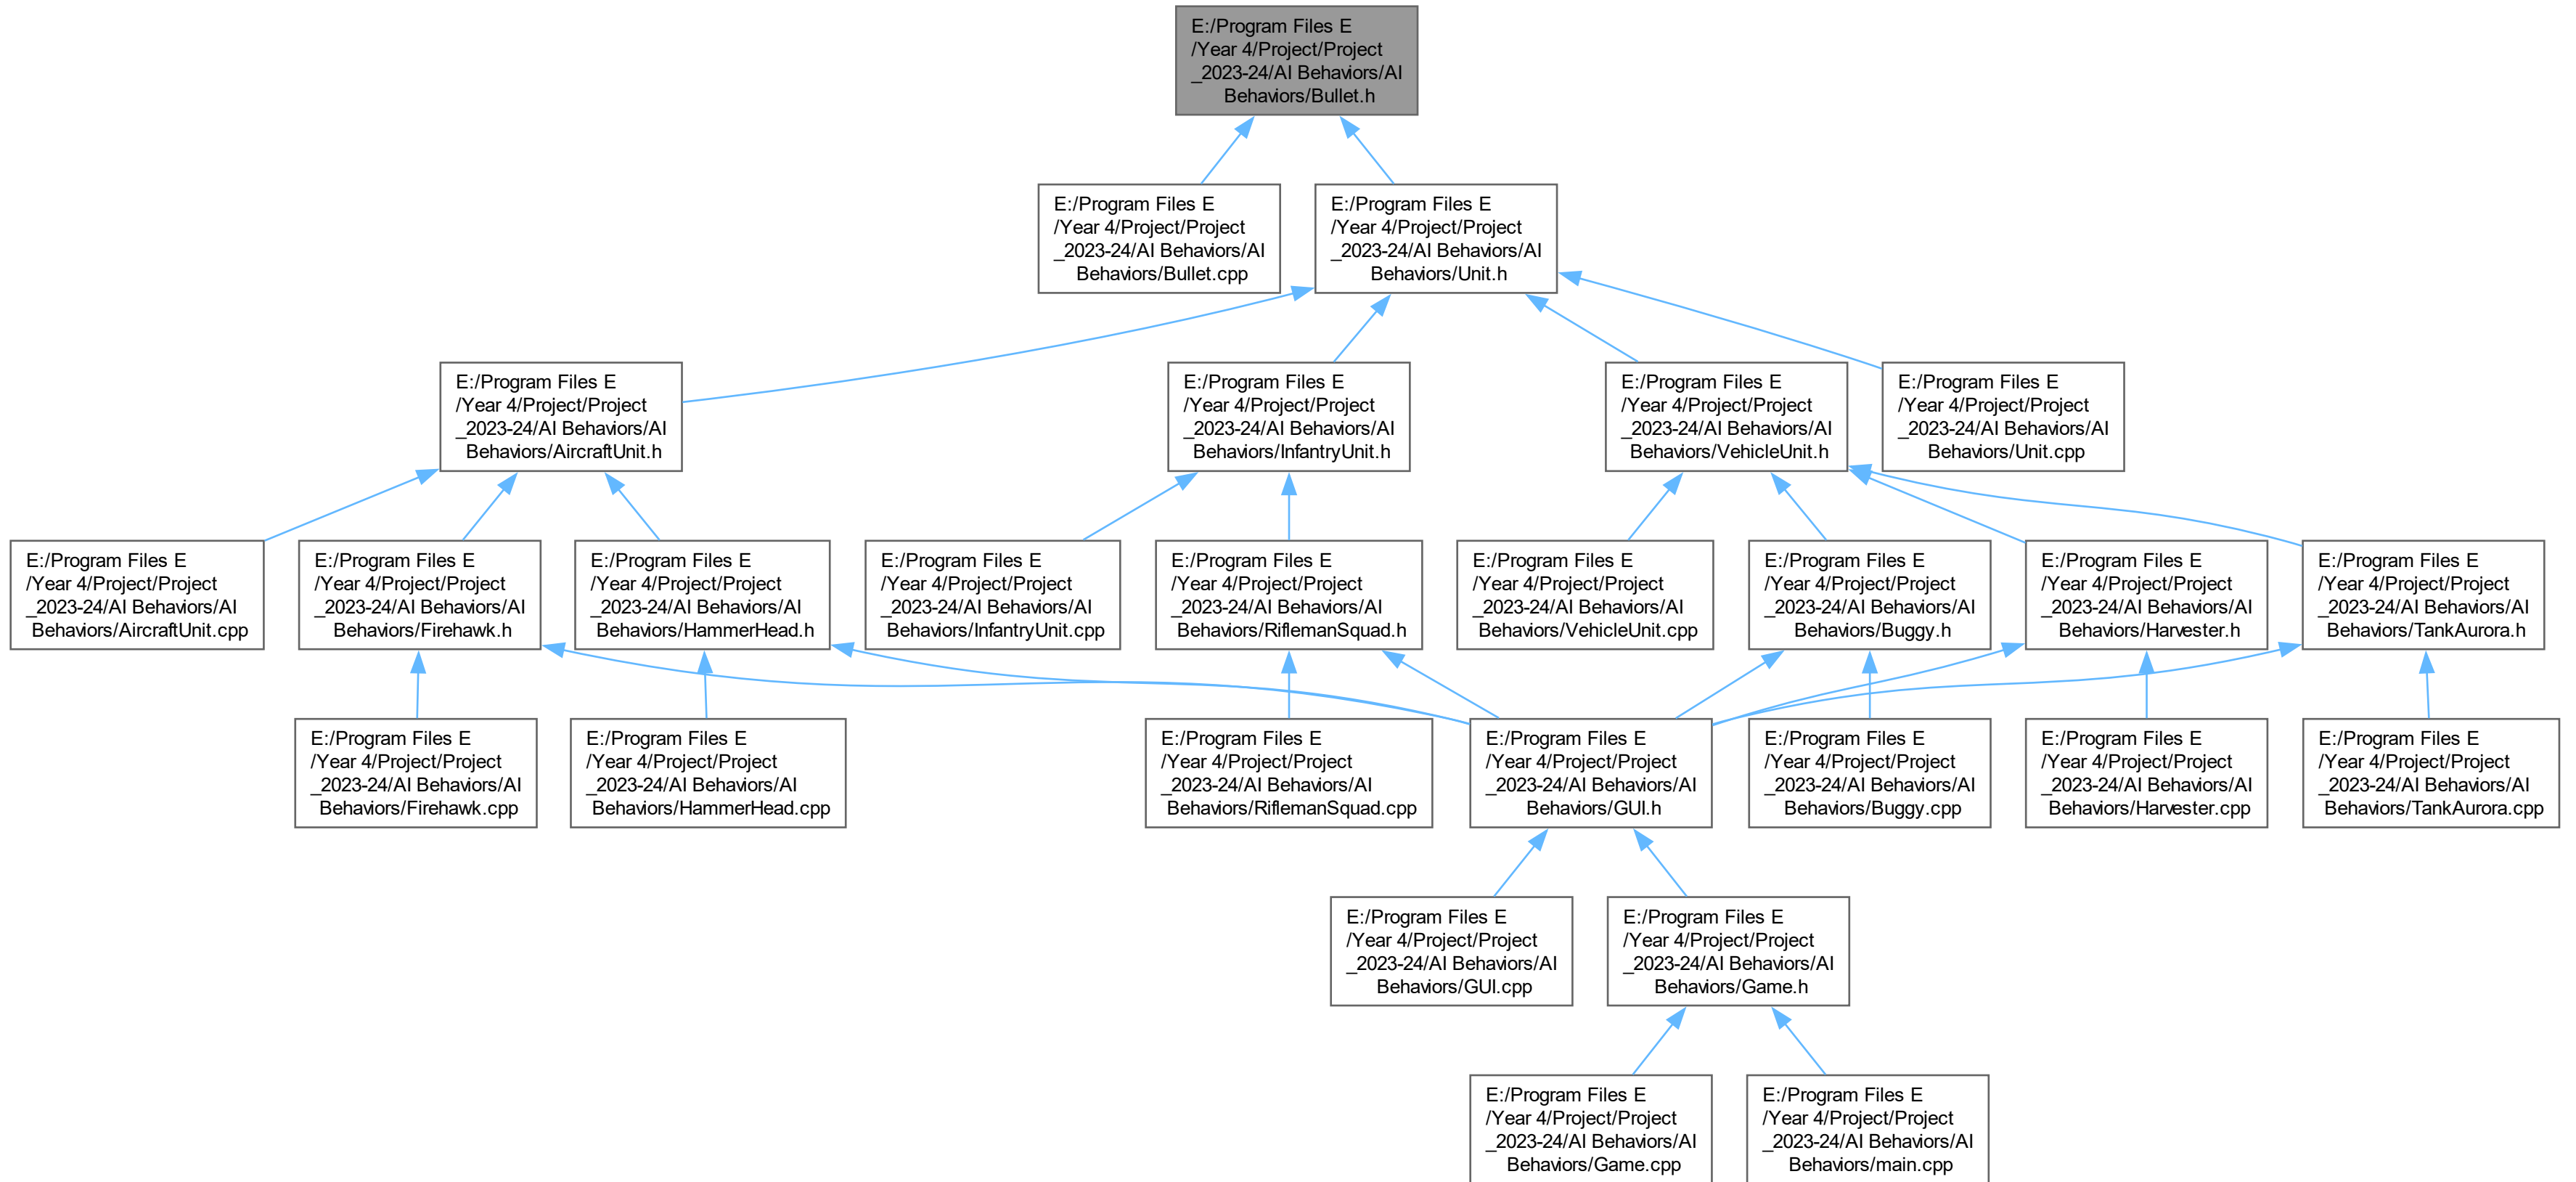 E:/Program Files E
/Year 4/Project/Project
_2023-24/AI Behaviors/AI
Behaviors/Bullet.h
E:/Program Files E
/Year 4/Project/Project
_2023-24/AI Behaviors/AI
Behaviors/Bullet.cpp
E:/Program Files E
/Year 4/Project/Project
_2023-24/AI Behaviors/AI
Behaviors/Unit.h
E:/Program Files E
/Year 4/Project/Project
_2023-24/AI Behaviors/AI
Behaviors/AircraftUnit.h
E:/Program Files E
/Year 4/Project/Project
_2023-24/AI Behaviors/AI
Behaviors/InfantryUnit.h
E:/Program Files E
/Year 4/Project/Project
_2023-24/AI Behaviors/AI
Behaviors/VehicleUnit.h
E:/Program Files E
/Year 4/Project/Project
_2023-24/AI Behaviors/AI
Behaviors/Unit.cpp
E:/Program Files E
/Year 4/Project/Project
_2023-24/AI Behaviors/AI
Behaviors/AircraftUnit.cpp
E:/Program Files E
/Year 4/Project/Project
_2023-24/AI Behaviors/AI
Behaviors/Firehawk.h
E:/Program Files E
/Year 4/Project/Project
_2023-24/AI Behaviors/AI
Behaviors/HammerHead.h
E:/Program Files E
/Year 4/Project/Project
_2023-24/AI Behaviors/AI
Behaviors/InfantryUnit.cpp
E:/Program Files E
/Year 4/Project/Project
_2023-24/AI Behaviors/AI
Behaviors/RiflemanSquad.h
E:/Program Files E
/Year 4/Project/Project
_2023-24/AI Behaviors/AI
Behaviors/VehicleUnit.cpp
E:/Program Files E
/Year 4/Project/Project
_2023-24/AI Behaviors/AI
Behaviors/Buggy.h
E:/Program Files E
/Year 4/Project/Project
_2023-24/AI Behaviors/AI
Behaviors/Harvester.h
E:/Program Files E
/Year 4/Project/Project
_2023-24/AI Behaviors/AI
Behaviors/TankAurora.h
E:/Program Files E
/Year 4/Project/Project
_2023-24/AI Behaviors/AI
Behaviors/Firehawk.cpp
E:/Program Files E
/Year 4/Project/Project
_2023-24/AI Behaviors/AI
Behaviors/HammerHead.cpp
E:/Program Files E
/Year 4/Project/Project
_2023-24/AI Behaviors/AI
Behaviors/RiflemanSquad.cpp
E:/Program Files E
/Year 4/Project/Project
_2023-24/AI Behaviors/AI
Behaviors/GUI.h
E:/Program Files E
/Year 4/Project/Project
_2023-24/AI Behaviors/AI
Behaviors/Buggy.cpp
E:/Program Files E
/Year 4/Project/Project
_2023-24/AI Behaviors/AI
Behaviors/Harvester.cpp
E:/Program Files E
/Year 4/Project/Project
_2023-24/AI Behaviors/AI
Behaviors/TankAurora.cpp
E:/Program Files E
/Year 4/Project/Project
_2023-24/AI Behaviors/AI
Behaviors/GUI.cpp
E:/Program Files E
/Year 4/Project/Project
_2023-24/AI Behaviors/AI
Behaviors/Game.h
E:/Program Files E
/Year 4/Project/Project
_2023-24/AI Behaviors/AI
Behaviors/Game.cpp
E:/Program Files E
/Year 4/Project/Project
_2023-24/AI Behaviors/AI
Behaviors/main.cpp